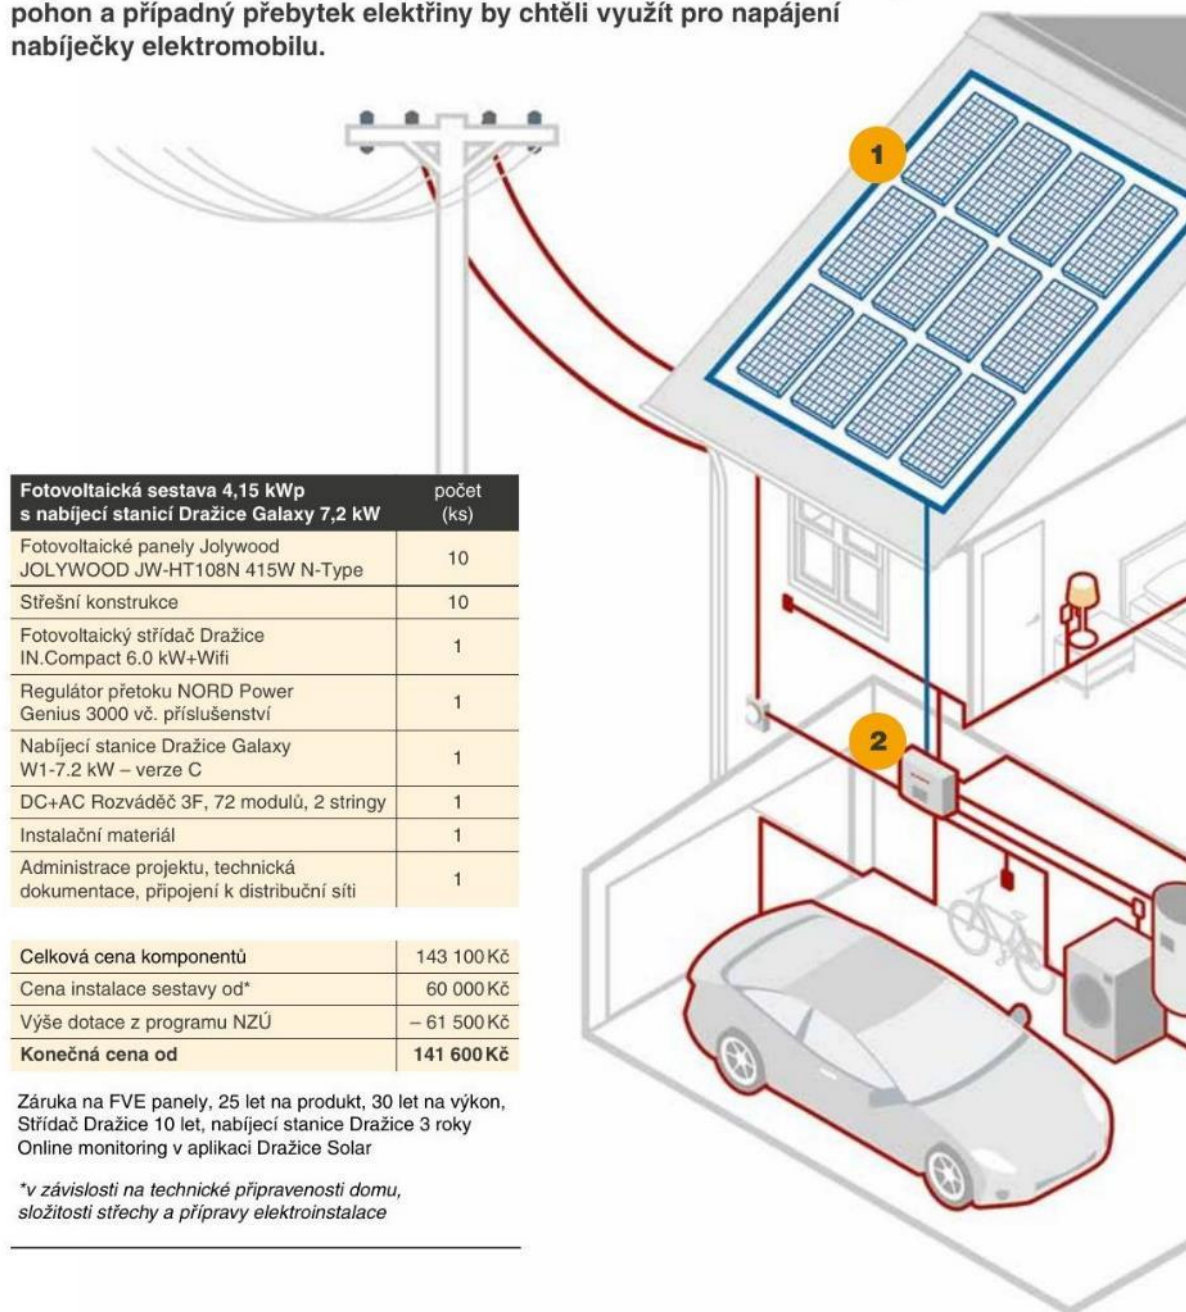 pohon a případný přebytek elektřiny by chtěli využít pro napájení
nabíječky elektromobilu.
1
2
Fotovoltaická sestava 4,15 kWp
s nabíjecí stanicí Dražice Galaxy 7,2 kW
počet
(ks)
Fotovoltaické panely Jolywood
JOLYWOOD JW-HT108N 415W N-Type
10
Střešní konstrukce
10
Fotovoltaický střídač Dražice
IN.Compact 6.0 kW+Wifi
1
Regulátor přetoku NORD Power
Genius 3000 vč. příslušenství
1
Nabíjecí stanice Dražice Galaxy
W1-7.2 kW – verze C
1
DC+AC Rozváděč 3F, 72 modulů, 2 stringy
1
Instalační materiál
1
Administrace projektu, technická
dokumentace, připojení k distribuční síti
1
Celková cena komponentů
143 100 Kč
Cena instalace sestavy od*
60 000 Kč
Výše dotace z programu NZÚ
– 61 500 Kč
Konečná cena od
141 600 Kč
Záruka na FVE panely, 25 let na produkt, 30 let na výkon,
Střídač Dražice 10 let, nabíjecí stanice Dražice 3 roky
Online monitoring v aplikaci Dražice Solar
*v závislosti na technické připravenosti domu,
složitosti střechy a přípravy elektroinstalace